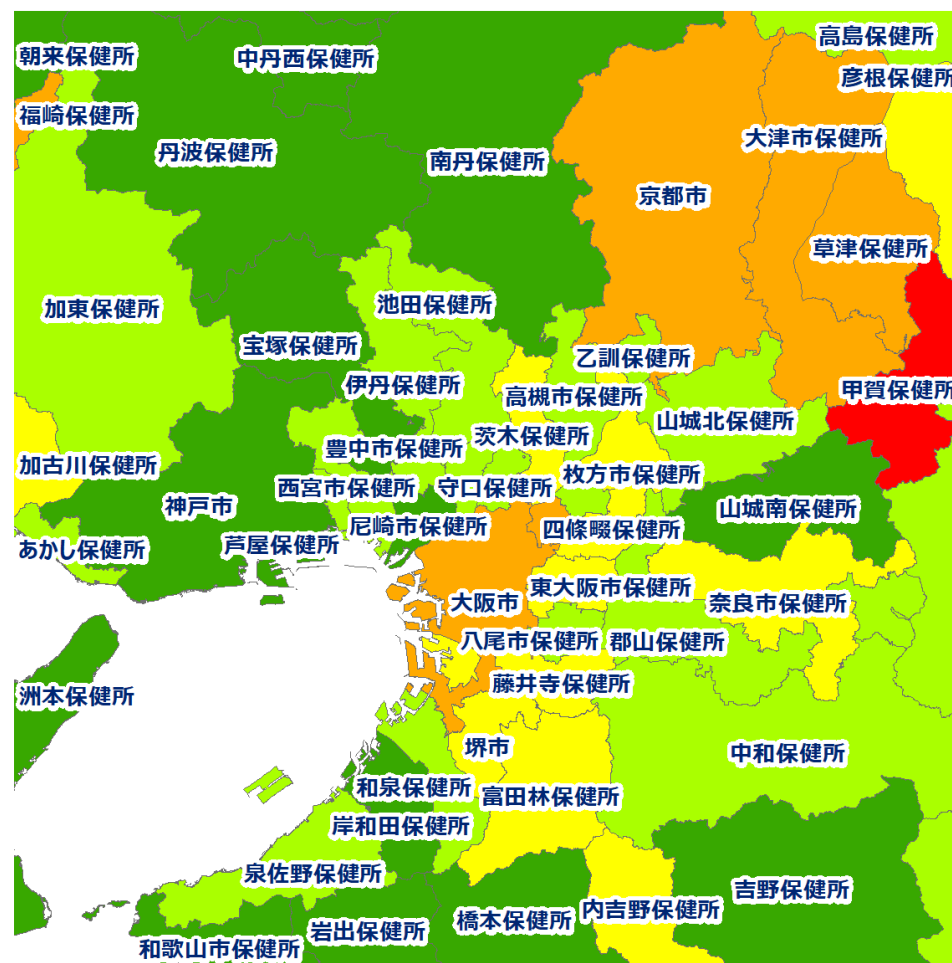 高島保健所
朝来保健所
中丹西保健所
彦根保健所
福崎保健所
大津市保健所
丹波保健所
南丹保健所
京都市
草津保健所
加東保健所
池田保健所
宝塚保健所
乙訓保健所
伊丹保健所
高槻市保健所
甲賀保健所
山城北保健所
茨木保健所
豊中市保健所
加古川保健所
枚方市保健所
西宮市保健所
守口保健所
神戸市
山城南保健所
尼崎市保健所
四條畷保健所
芦屋保健所
あかし保健所
東大阪市保健所
大阪市
奈良市保健所
八尾市保健所
郡山保健所
藤井寺保健所
洲本保健所
堺市
中和保健所
和泉保健所
富田林保健所
岸和田保健所
泉佐野保健所
吉野保健所
内吉野保健所
橋本保健所
岩出保健所
和歌山市保健所